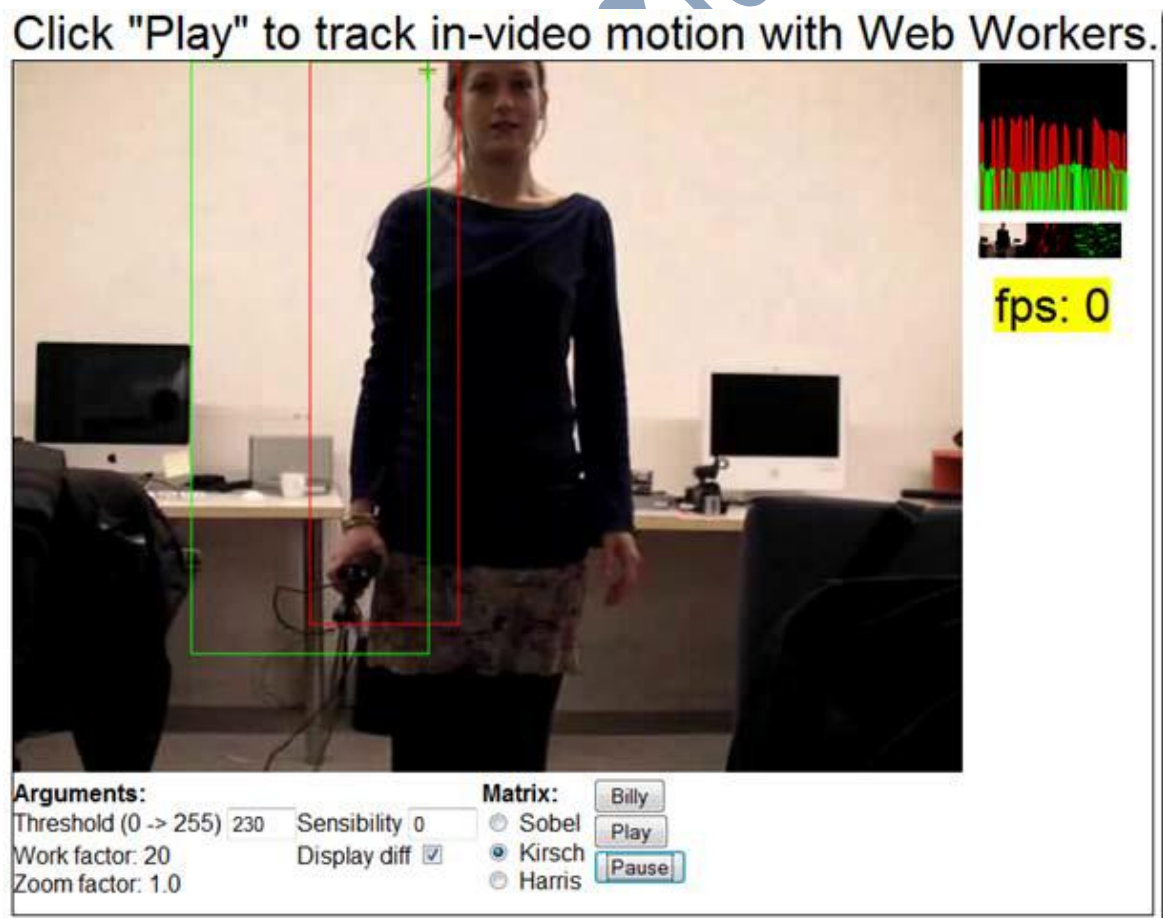 Click "Play" to track in-video motion with Web Workers.
fps: 0
Arguments:
Threshold (0 -> 255) 230 Sensibility 0
Work factor: 20 Display diff
Zoom factor: 1.0
Matrix:
Sobel
Kirsch
Harris
Billy
Play
Pause